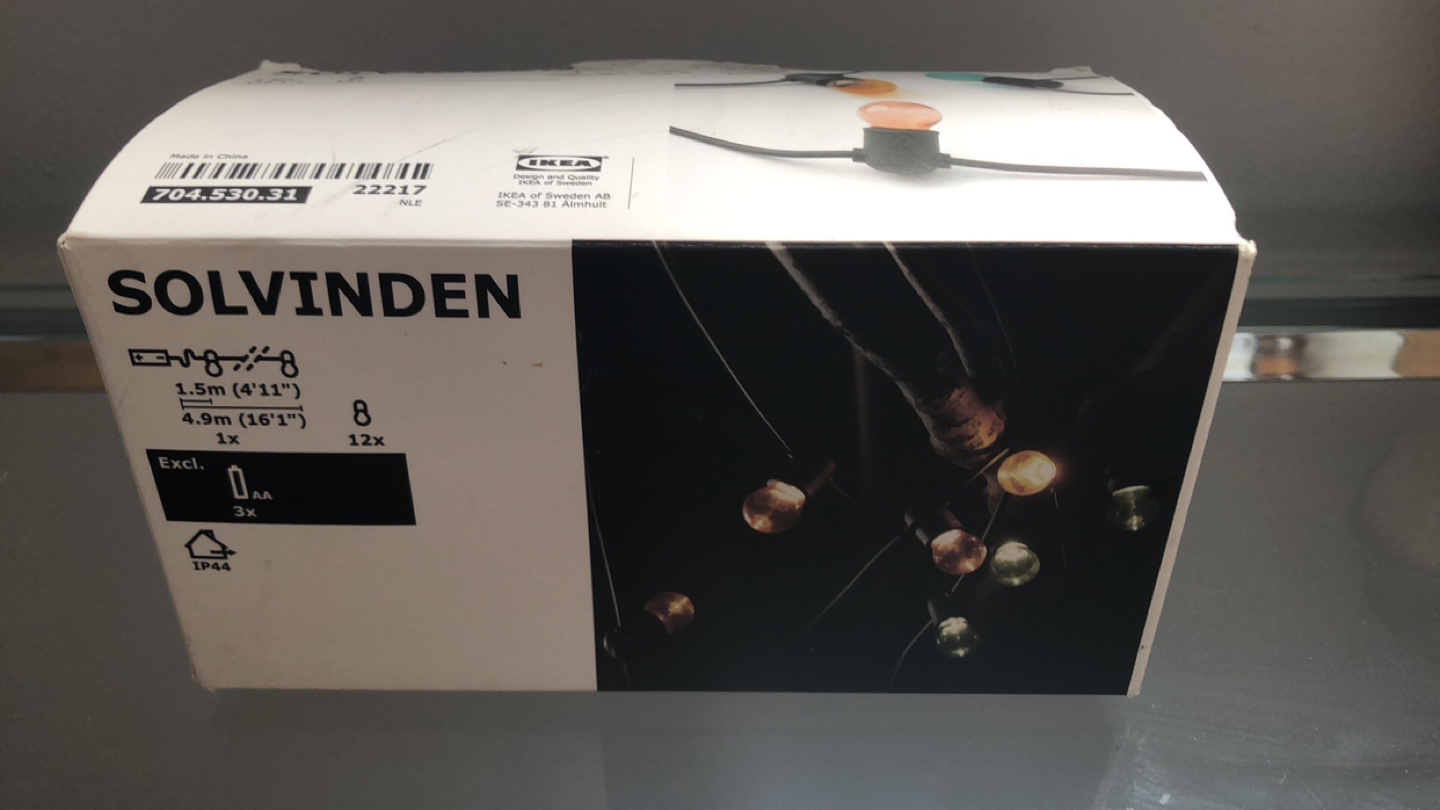 Made in China
704.530.31
22217
NLE
IKEA®
Design and Quality
IKEA of Sweden
IKEA of Sweden AB
SE-343 81 Älmhult
SOLVINDEN
+ -
1.5m (4'11")
4.9m (16'1")
1x
12x
Excl.
AA
3x
IP44